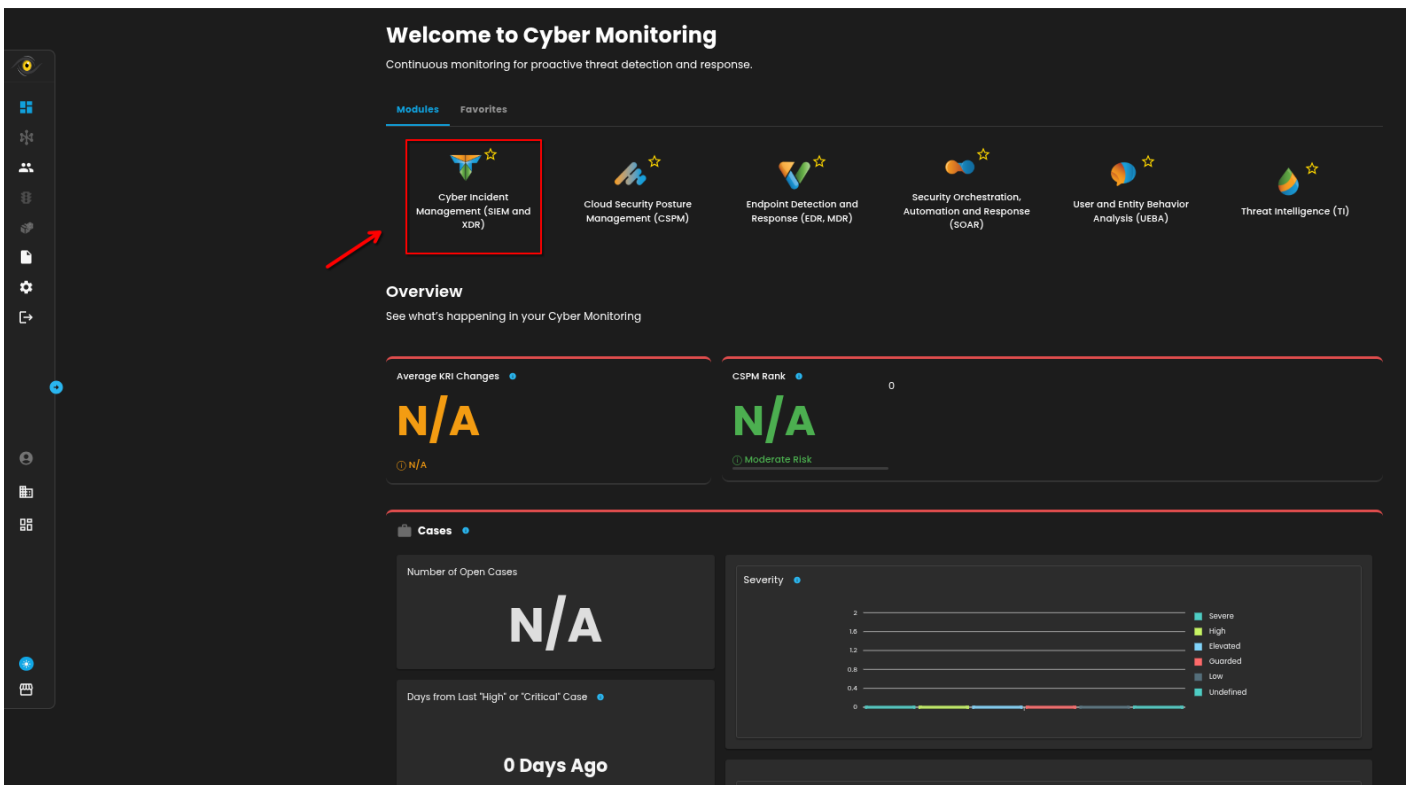 Welcome to Cyber Monitoring
Continuous monitoring for proactive threat detection and response.
Modules Favorites
Cyber Incident
Management (SIEM and
XDR)
Cloud Security Posture
Management (CSPM)
Endpoint Detection and
Response (EDR, MDR)
Security Orchestration,
Automation and Response
(SOAR)
User and Entity Behavior
Analysis (UEBA)
Threat Intelligence (TI)
Overview
See what's happening in your Cyber Monitoring
Average KRI Changes
N/A
N/A
CSPM Rank
0
N/A
Moderate Risk
Cases
Number of Open Cases
N/A
Days from Last "High" or "Critical" Case
0 Days Ago
Severity
2
1.6
1.2
0.8
0.4
0
Severe
High
Elevated
Guarded
Low
Undefined